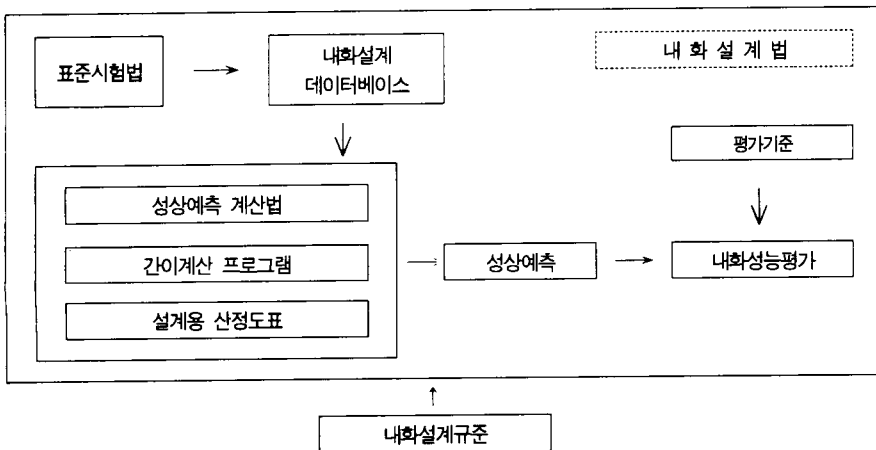 표준시험법
내화설계
데이터베이스
내 화 설 계 법
평가기준
성상예측 계산법
간이계산 프로그램
설계용 산정도표
성상예측
내화성능평가
내화설계규준